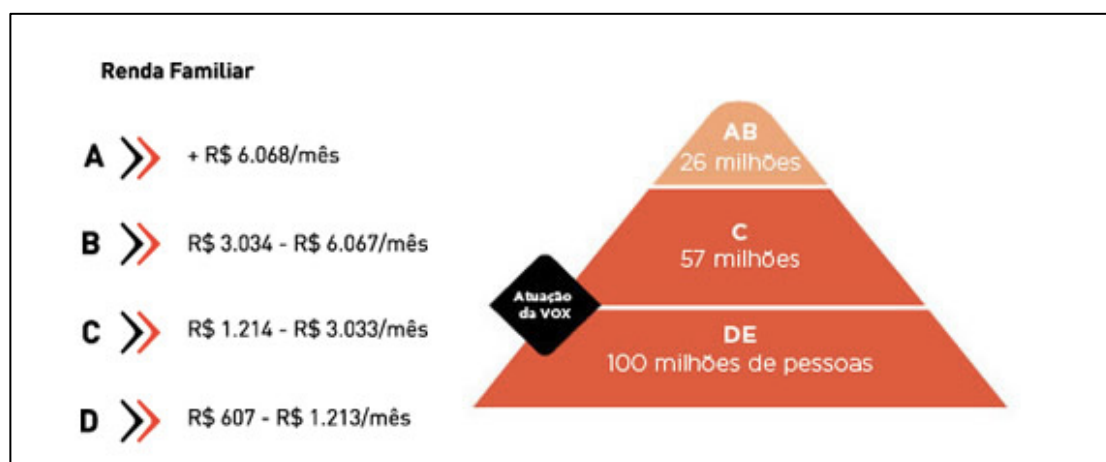 Renda Familiar
A
+ R$ 6.068/mês
B
R$ 3.034 - R$ 6.067/mês
C
R$ 1.214 - R$ 3.033/mês
D
R$ 607 - R$ 1.213/mês
AB
26 milhões
C
57 milhões
Atuação
da VOX
DE
100 milhões de pessoas